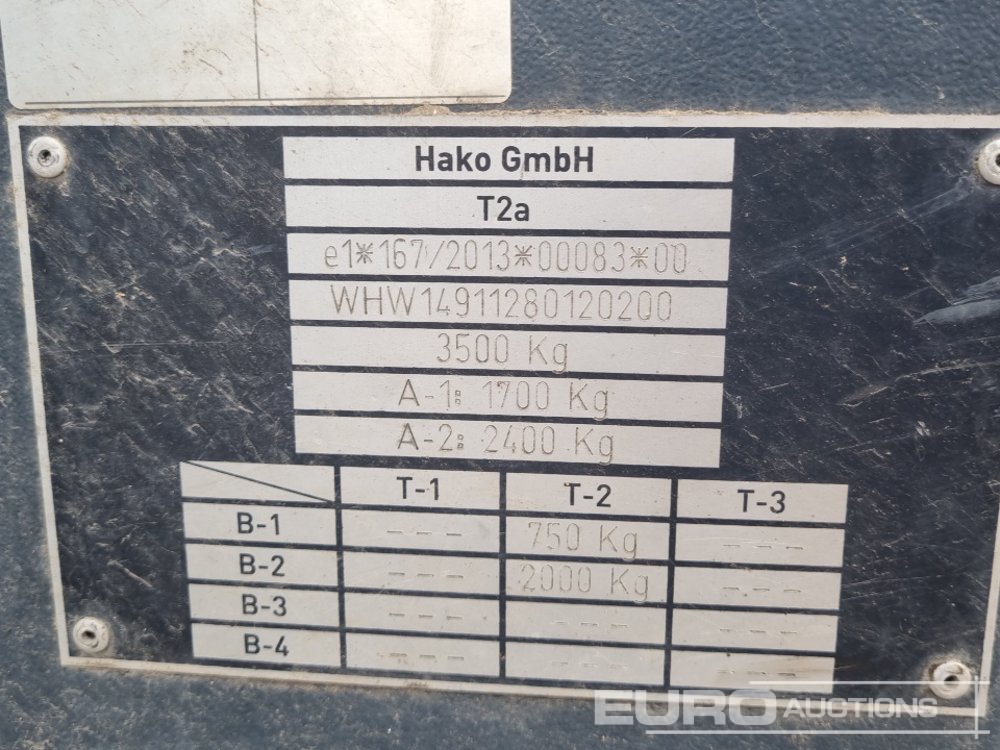 Hako GmbH
T2a
e1*167/2013*00083*00
WHW14911280120200
3500 Kg
A-1: 1700 Kg
A-2: 2400 Kg
T-1 T-2 T-3
B-1 --- 750 Kg ---
B-2 --- 2000 Kg ---
B-3 --- --- ---
B-4 --- --- ---
EURO AUCTIONS